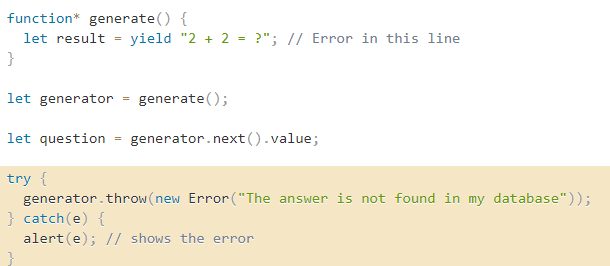 function* generate() {
  let result = yield "2 + 2 = ?"; // Error in this line
}

let generator = generate();

let question = generator.next().value;

try {
  generator.throw(new Error("The answer is not found in my database"));
} catch(e) {
  alert(e); // shows the error
}